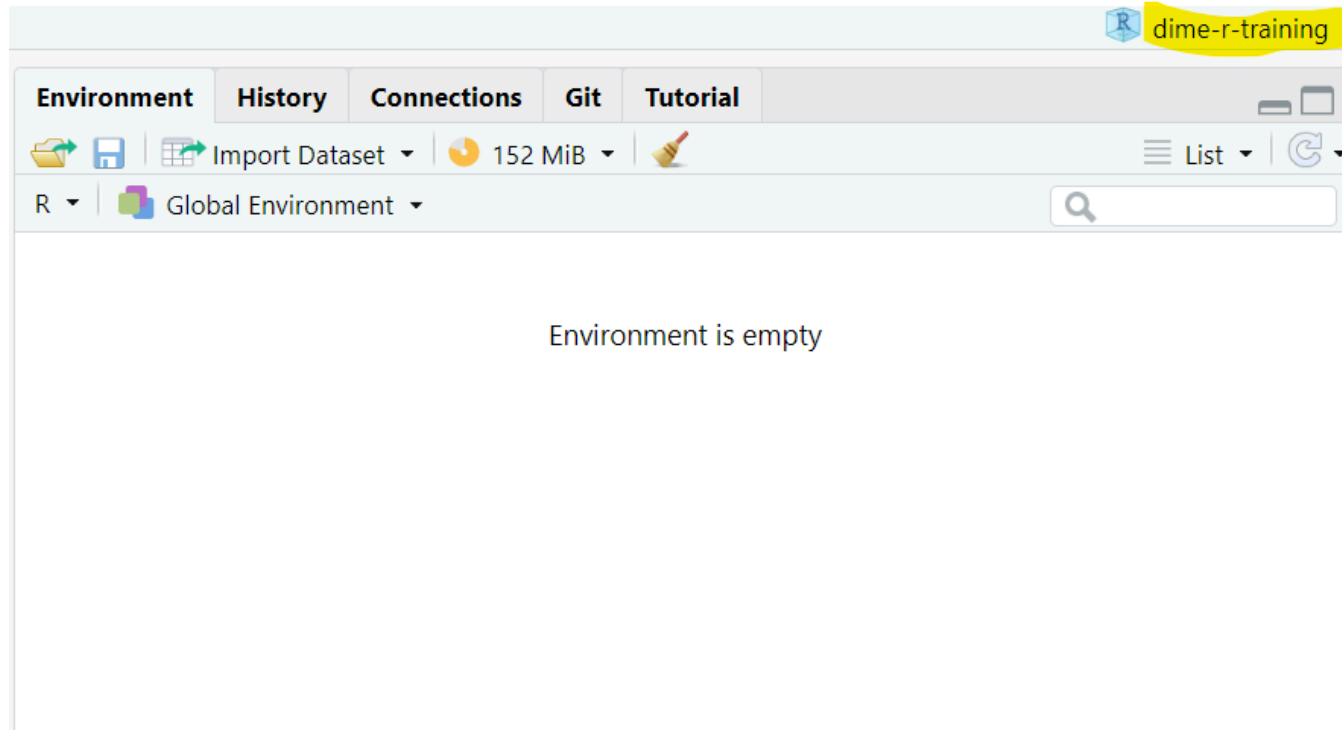 dime-r-training
Environment History Connections Git Tutorial
Import Dataset 152 MiB List
R Global Environment
Environment is empty